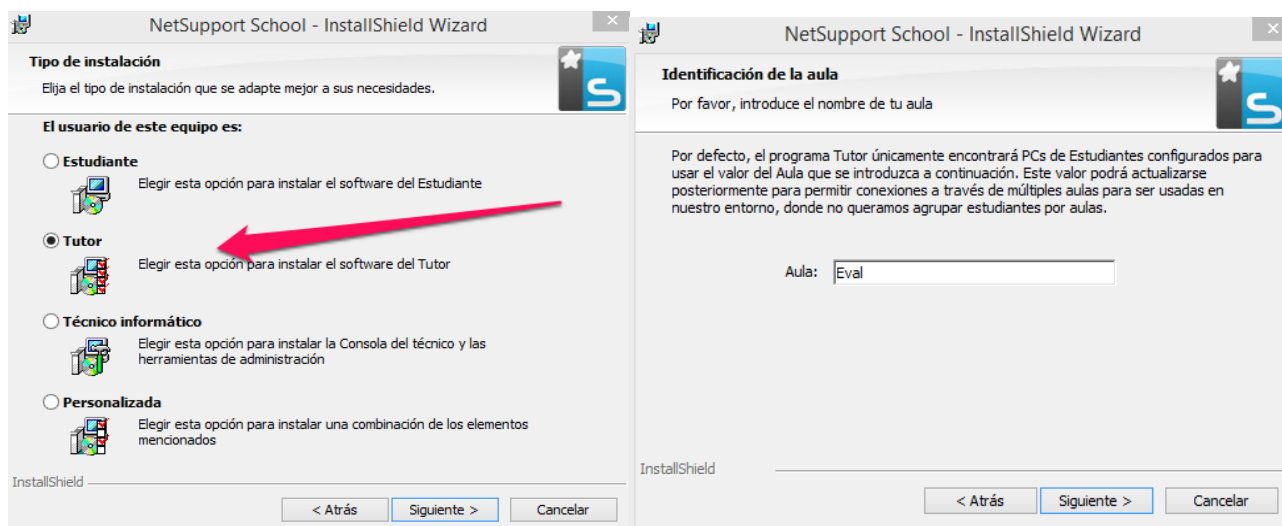 NetSupport School - InstallShield Wizard
Tipo de instalación
Elija el tipo de instalación que se adapte mejor a sus necesidades.
S
El usuario de este equipo es:
Estudiante
Elegir esta opción para instalar el software del Estudiante
Tutor
Elegir esta opción para instalar el software del Tutor
Técnico informático
Elegir esta opción para instalar la Consola del técnico y las
herramientas de administración
Personalizada
Elegir esta opción para instalar una combinación de los elementos
mencionados
InstallShield
< Atrás
Siguiente >
Cancelar
NetSupport School - InstallShield Wizard
Identificación de la aula
Por favor, introduce el nombre de tu aula
S
Por defecto, el programa Tutor únicamente encontrará PCs de Estudiantes configurados para
usar el valor del Aula que se introduzca a continuación. Este valor podrá actualizarse
posteriormente para permitir conexiones a través de múltiples aulas para ser usadas en
nuestro entorno, donde no queramos agrupar estudiantes por aulas.
Aula: Eval
InstallShield
< Atrás
Siguiente >
Cancelar